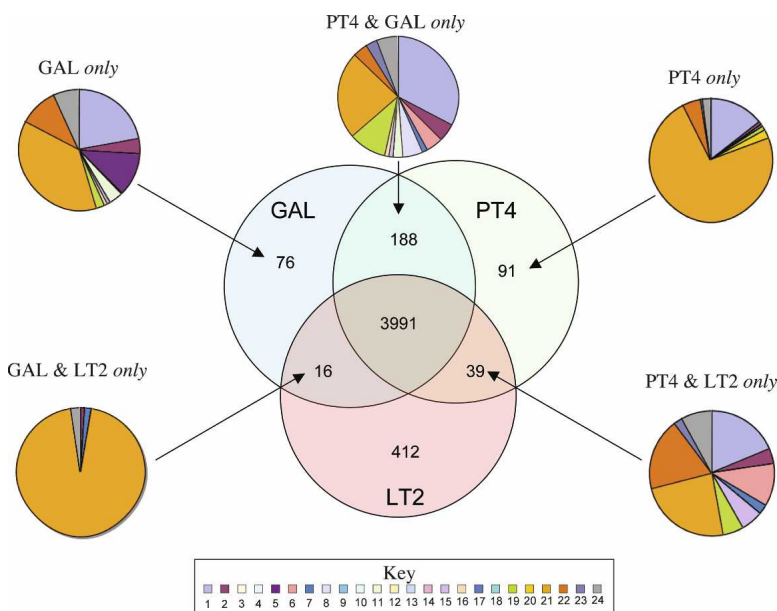 PT4 & GAL only
GAL only
PT4 only
GAL
PT4
188
76
91
3991
GAL & LT2 only
16
39
PT4 & LT2 only
412
LT2
Key
1 2 3 4 5 6 7 8 9 10 11 12 13 14 15 16 17 18 19 20 21 22 23 24